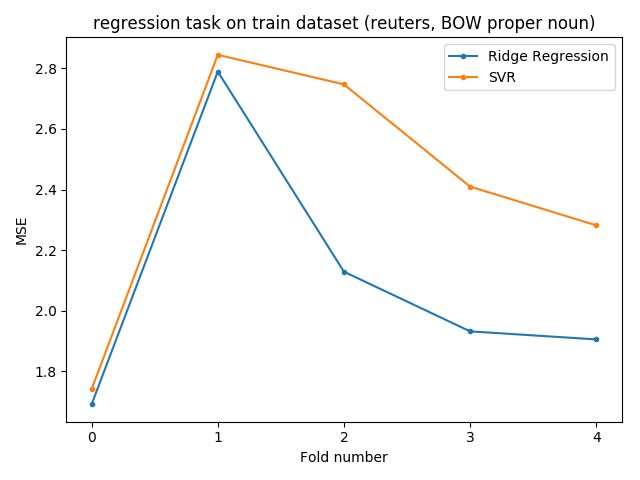 regression task on train dataset (reuters, BOW proper noun)
Ridge Regression
SVR
MSE
2.8
2.6
2.4
2.2
2.0
1.8
0 1 2 3 4
Fold number